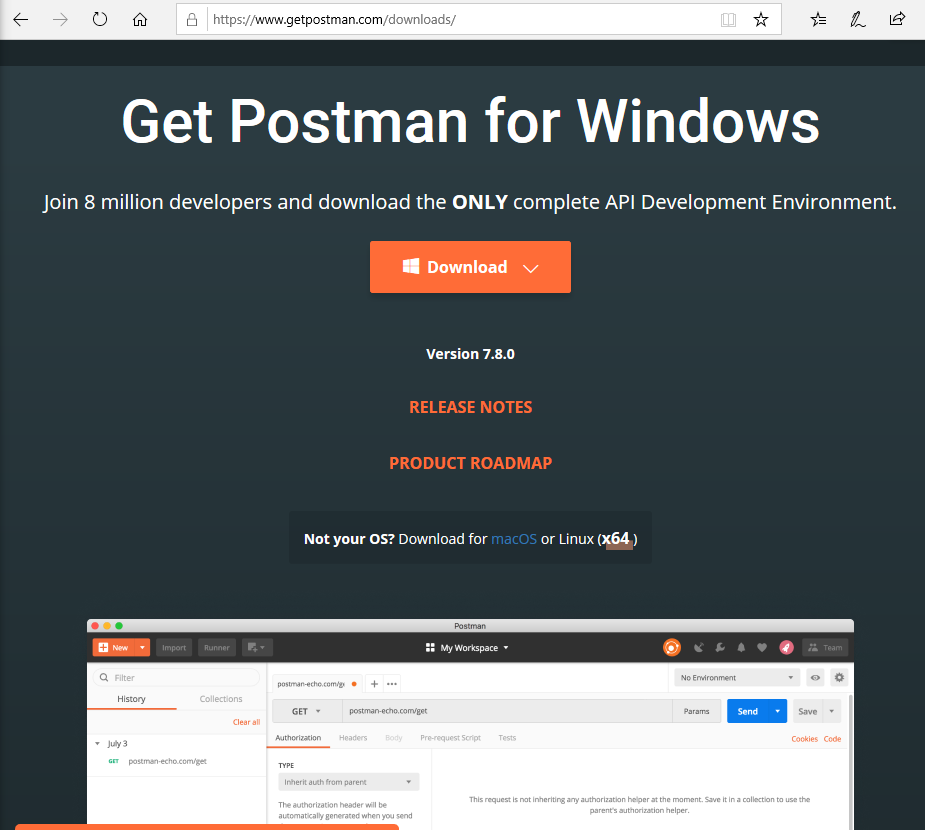 https://www.getpostman.com/downloads/
Get Postman for Windows
Join 8 million developers and download the ONLY complete API Development Environment.
Download
Version 7.8.0
RELEASE NOTES
PRODUCT ROADMAP
Not your OS? Download for macOS or Linux (x64 )
Postman
New Import Runner My Workspace Team
Filter
History Collections
Clear all
July 3
GET postman-echo.com/get
postman-echo.com/ge + •••
No Environment
GET postman-echo.com/get Params Send Save
Authorization Headers Body Pre-request Script Tests Cookies Code
TYPE
Inherit auth from parent
The authorization header will be
automatically generated when you send
This request is not inheriting any authorization helper at the moment. Save it in a collection to use the
parent's authorization helper.